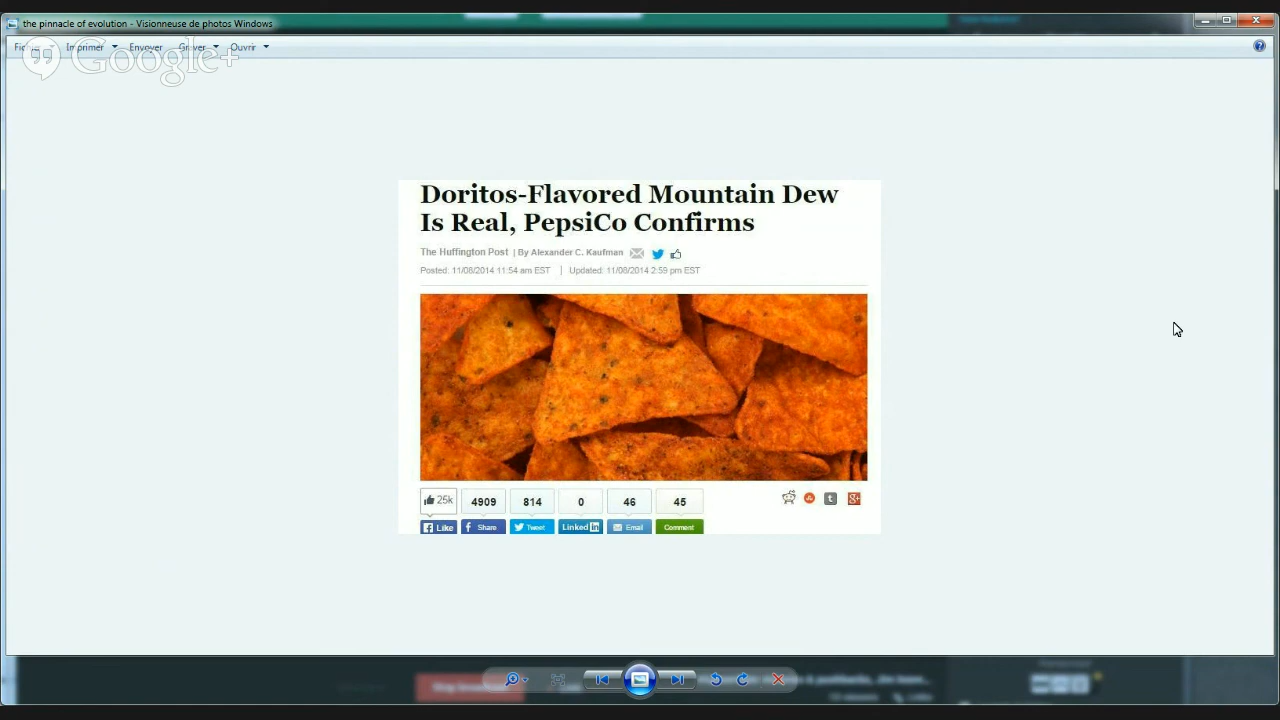 the pinnacle of evolution - Visionneuse de photos Windows
Imprimer Envoyer Graver Ouvrir
Google+
Doritos-Flavored Mountain Dew
Is Real, PepsiCo Confirms
The Huffington Post | By Alexander C. Kaufman
Posted: 11/08/2014 11:54 am EST | Updated: 11/08/2014 2:59 pm EST
25k 4909 814 0 46 45
Like Share Tweet Linked in Email Comment